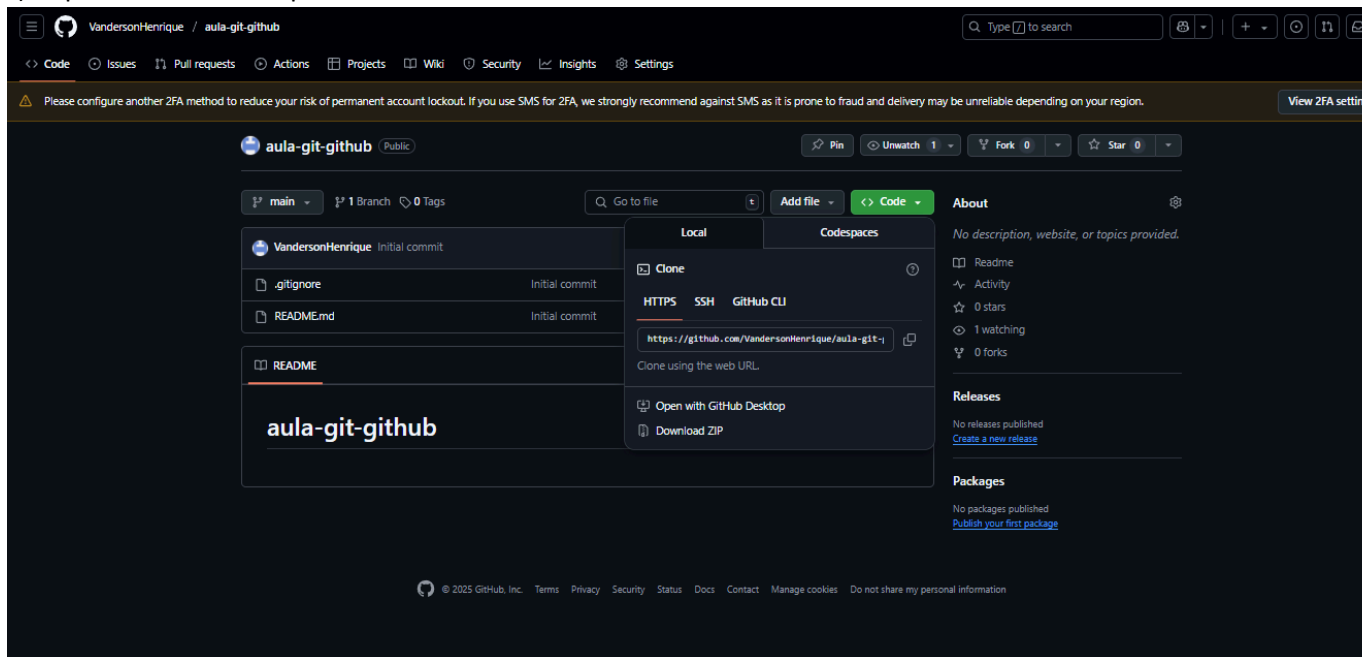 VandersonHenrique / aula-git-github
Type / to search
Code Issues Pull requests Actions Projects Wiki Security Insights Settings
Please configure another 2FA method to reduce your risk of permanent account lockout. If you use SMS for 2FA, we strongly recommend against SMS as it is prone to fraud and delivery may be unreliable depending on your region.
View 2FA settin
aula-git-github Public
Pin Unwatch 1 Fork 0 Star 0
main 1 Branch 0 Tags
Go to file t Add file Code
VandersonHenrique Initial commit
.gitignore Initial commit
README.md Initial commit
README
aula-git-github
Local Codespaces
Clone
HTTPS SSH GitHub CLI
https://github.com/VandersonHenrique/aula-git-
Clone using the web URL.
Open with GitHub Desktop
Download ZIP
About
No description, website, or topics provided.
Readme
Activity
0 stars
1 watching
0 forks
Releases
No releases published
Create a new release
Packages
No packages published
Publish your first package
© 2025 GitHub, Inc. Terms Privacy Security Status Docs Contact Manage cookies Do not share my personal information